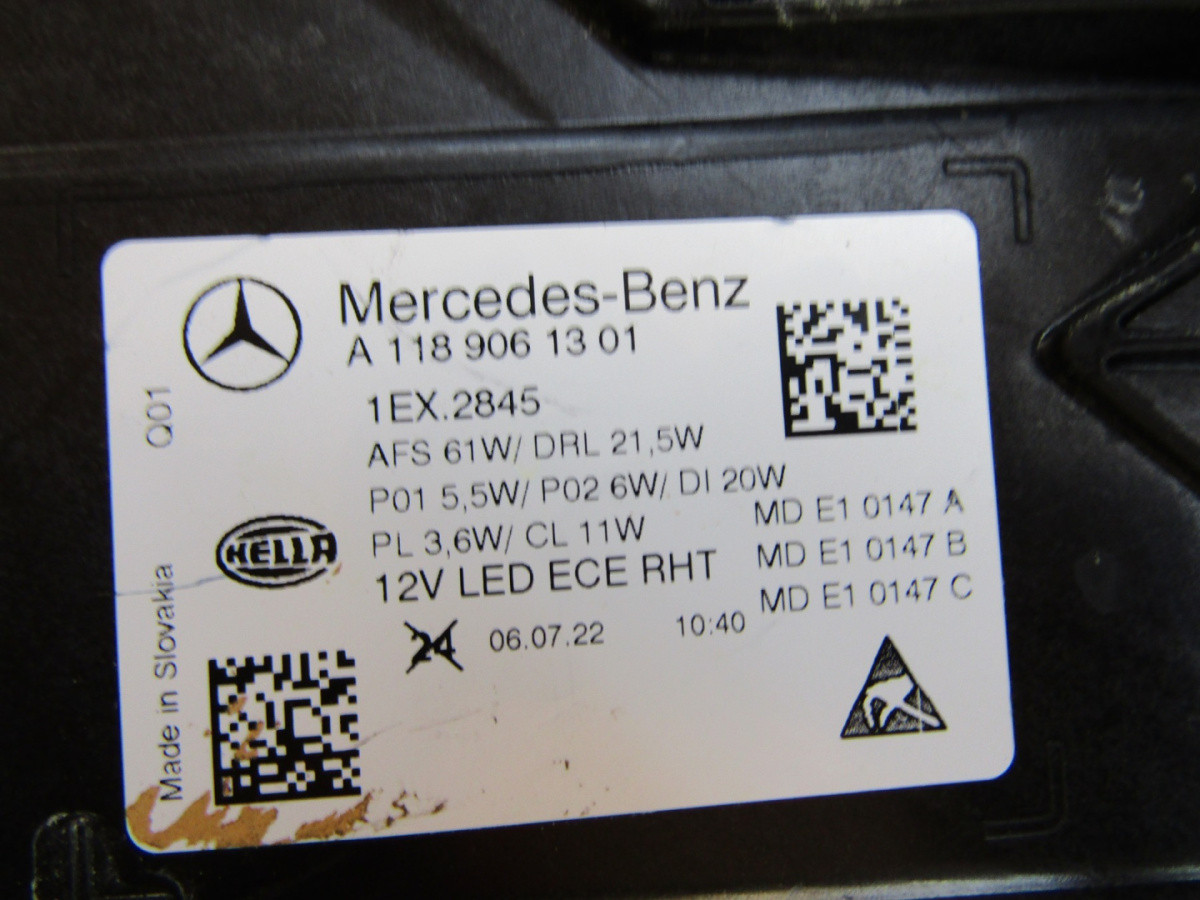 Mercedes-Benz
A 118 906 13 01
1EX.2845
AFS 61W/ DRL 21,5W
P01 5,5W/ P02 6W/ DI 20W
PL 3,6W/ CL 11W
12V LED ECE RHT
MD E1 0147 A
MD E1 0147 B
MD E1 0147 C
24 06.07.22 10:40
Q01
HELLA
Made in Slovakia